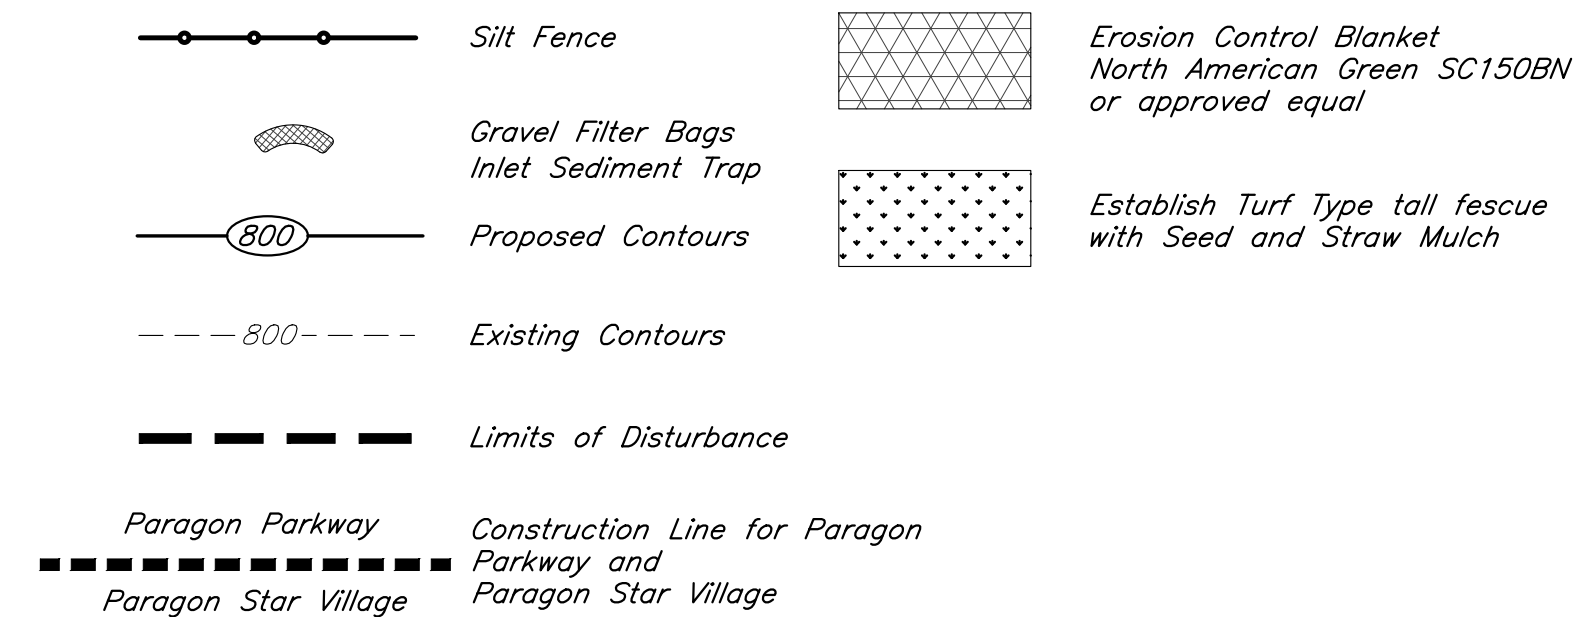 Silt Fence
Gravel Filter Bags
Inlet Sediment Trap
800
Proposed Contours
800
Existing Contours
Limits of Disturbance
Paragon Parkway
Paragon Star Village
Construction Line for Paragon
Parkway and
Paragon Star Village
Erosion Control Blanket
North American Green SC150BN
or approved equal
Establish Turf Type tall fescue
with Seed and Straw Mulch